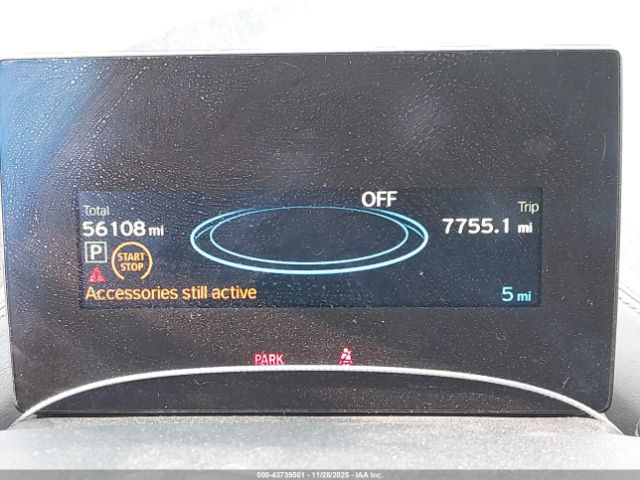 OFF
Total
Trip
56108 mi
7755.1 mi
P
START
STOP
Accessories still active
5 mi
PARK
000-43739501 | 11/28/2025 | IAA Inc.